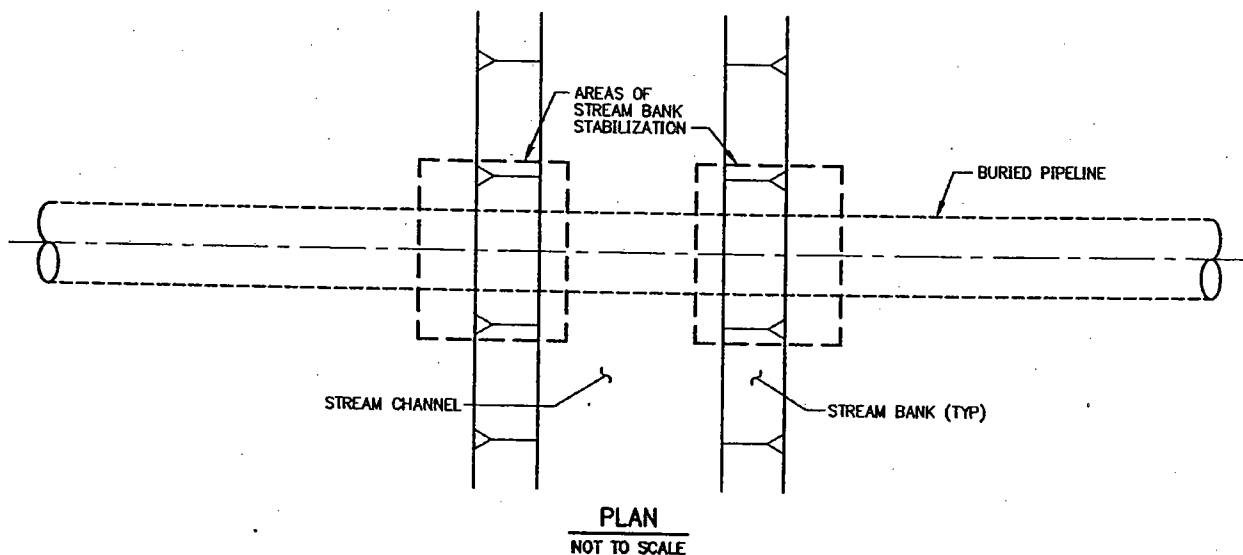 AREAS OF
STREAM BANK
STABILIZATION
BURIED PIPELINE
STREAM CHANNEL
STREAM BANK (TYP)
PLAN
NOT TO SCALE